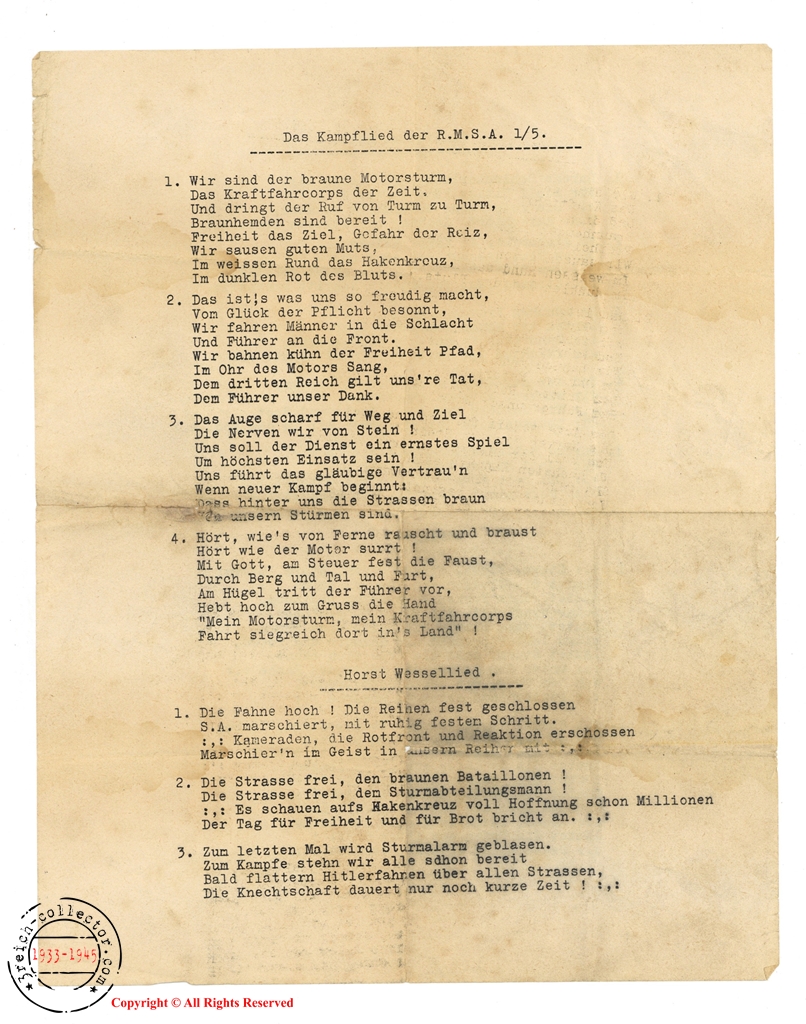 Das Kampflied der R.M.S.A. 1/5.
1. Wir sind der braune Motorsturm,
Das Kraftfahrcorps der Zeit.
Und dringt der Ruf von Turm zu Turm,
Braunhemden sind bereit !
Freiheit das Ziel, Gefahr der Reiz,
Wir sausen guten Muts,
Im weissen Rund das Hakenkreuz,
Im dunklen Rot des Bluts.
2. Das ist¦s was uns so freudig macht,
Vom Glück der Pflicht besonnt,
Wir fahren Männer in die Schlacht
Und Führer an die Front.
Wir bahnen kühn der Freiheit Pfad,
Im Ohr des Motors Sang,
Dem dritten Reich gilt uns're Tat,
Dem Führer unser Dank.
3. Das Auge scharf für Weg und Ziel
Die Nerven wir von Stein !
Uns soll der Dienst ein ernstes Spiel
Um höchsten Einsatz sein !
Uns führt das gläubige Vertrau'n
Wenn neuer Kampf beginnt:
Dass hinter uns die Strassen braun
unsern Stürmen sind.
4. Hört, wie's von Ferne rauscht und braust
Hört wie der Motor surrt !
Mit Gott, am Steuer fest die Faust,
Durch Berg und Tal und Furt,
Am Hügel tritt der Führer vor,
Hebt hoch zum Gruss die Hand
"Mein Motorsturm, mein Kraftfahrcorps
Fahrt siegreich dort in's Land" !
Horst Wessellied .
1. Die Fahne hoch ! Die Reihen fest geschlossen
S.A. marschiert, mit ruhig festem Schritt.
:,: Kameraden, die Rotfront und Reaktion erschossen
Marschier'n im Geist in unsern Reihen mit :,:
2. Die Strasse frei, den braunen Bataillonen !
Die Strasse frei, dem Sturmabteilungsmann !
:,: Es schauen aufs Hakenkreuz voll Hoffnung schon Millionen
Der Tag für Freiheit und für Brot bricht an. :,:
3. Zum letzten Mal wird Sturmalarm geblasen.
Zum Kampfe stehn wir alle sdhon bereit
Bald flattern Hitlerfahnen über allen Strassen,
Die Knechtschaft dauert nur noch kurze Zeit ! :,:
3reich-collector.com
1933-1945
Copyright © All Rights Reserved